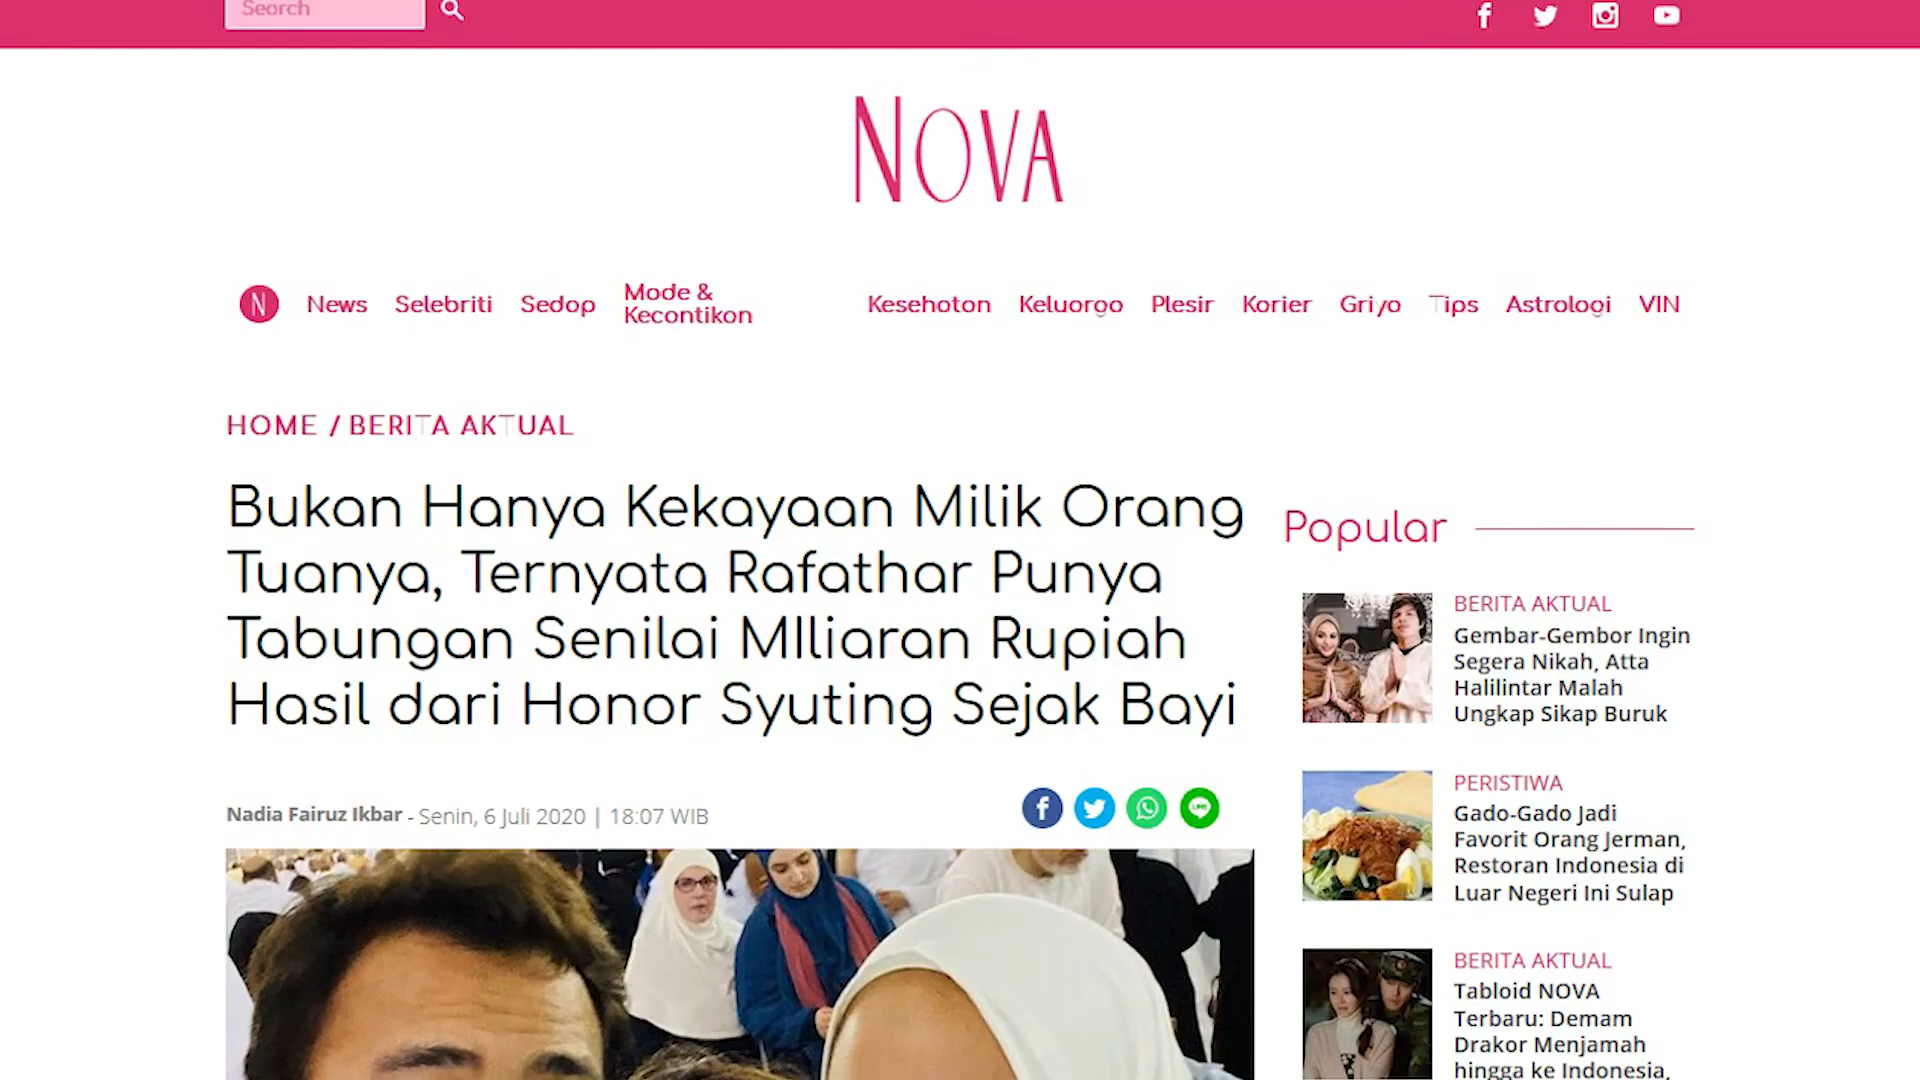 Search
NOVA
N News Selebriti Sedap Mode & Kecantikan Kesehatan Keluarga Plesir Karier Griya Tips Astrologi VIN
HOME / BERITA AKTUAL
Bukan Hanya Kekayaan Milik Orang
Tuanya, Ternyata Rafathar Punya
Tabungan Senilai MIliaran Rupiah
Hasil dari Honor Syuting Sejak Bayi
Nadia Fairuz Ikbar - Senin, 6 Juli 2020 | 18:07 WIB
Popular
BERITA AKTUAL
Gembar-Gembor Ingin
Segera Nikah, Atta
Halilintar Malah
Ungkap Sikap Buruk
PERISTIWA
Gado-Gado Jadi
Favorit Orang Jerman,
Restoran Indonesia di
Luar Negeri Ini Sulap
BERITA AKTUAL
Tabloid NOVA
Terbaru: Demam
Drakor Menjamah
hingga ke Indonesia,